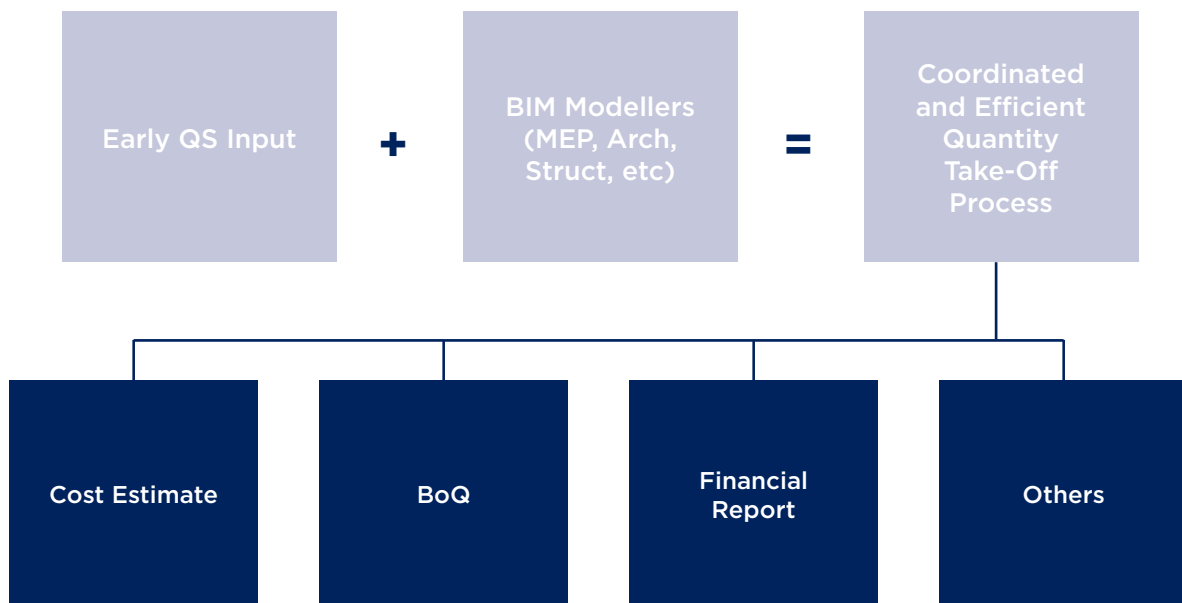 Early QS Input
+
BIM Modellers
(MEP, Arch,
Struct, etc)
=
Coordinated
and Efficient
Quantity
Take-Off
Process
Cost Estimate
BoQ
Financial
Report
Others